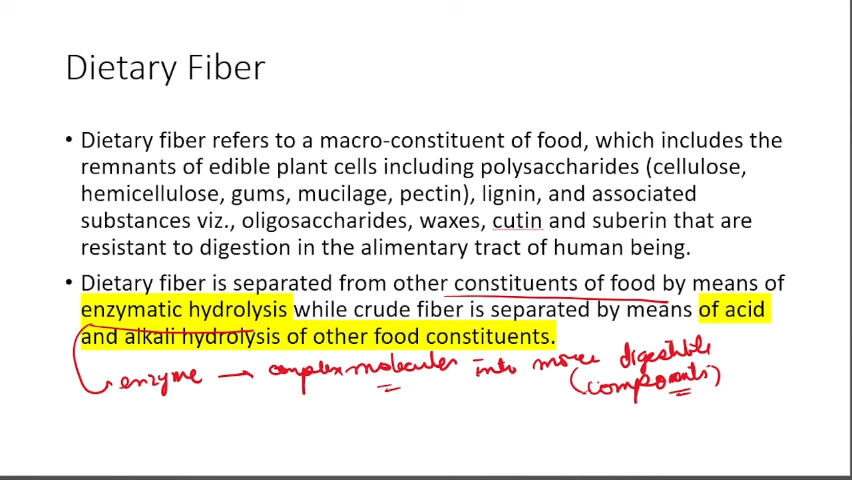 Dietary Fiber
• Dietary fiber refers to a macro-constituent of food, which includes the
remnants of edible plant cells including polysaccharides (cellulose,
hemicellulose, gums, mucilage, pectin), lignin, and associated
substances viz., oligosaccharides, waxes, cutin and suberin that are
resistant to digestion in the alimentary tract of human being.
• Dietary fiber is separated from other constituents of food by means of
enzymatic hydrolysis while crude fiber is separated by means of acid
and alkali hydrolysis of other food constituents.
enzyme → complex molecules into more digestible
(components)